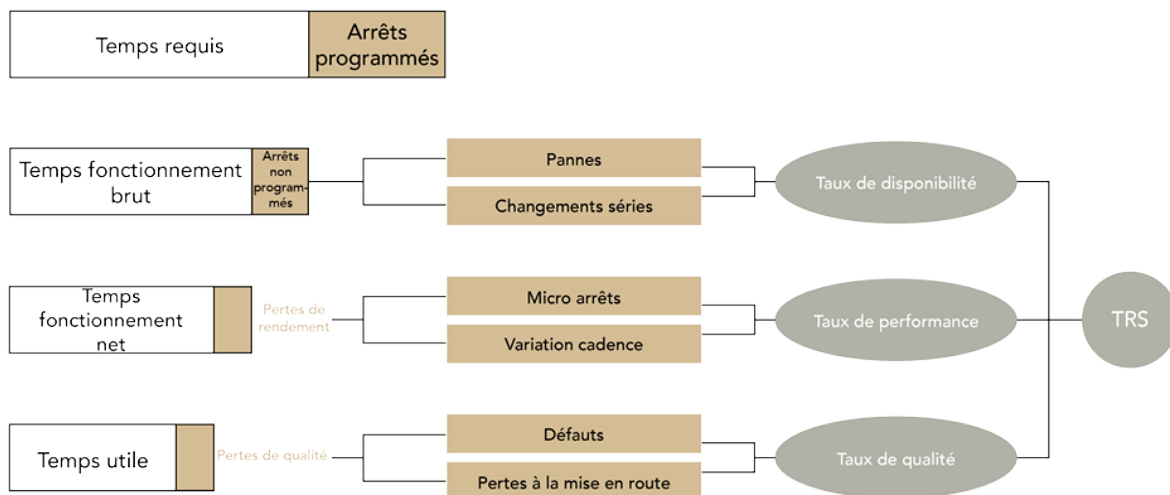 Temps requis
Arrêts
programmés
Temps fonctionnement
brut
Arrêts
non
program-
més
Pannes
Changements séries
Taux de disponibilité
Temps
fonctionnement
net
Pertes de
rendement
Micro arrêts
Variation cadence
Taux de performance
TRS
Temps utile
Pertes de qualité
Défauts
Pertes à la mise en route
Taux de qualité